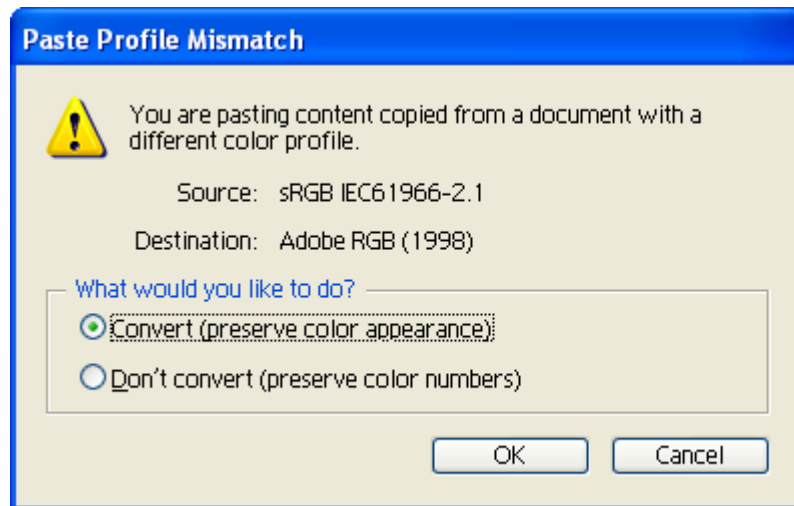 Paste Profile Mismatch
You are pasting content copied from a document with a
different color profile.
Source: sRGB IEC61966-2.1
Destination: Adobe RGB (1998)
What would you like to do?
Convert (preserve color appearance)
Don't convert (preserve color numbers)
OK Cancel